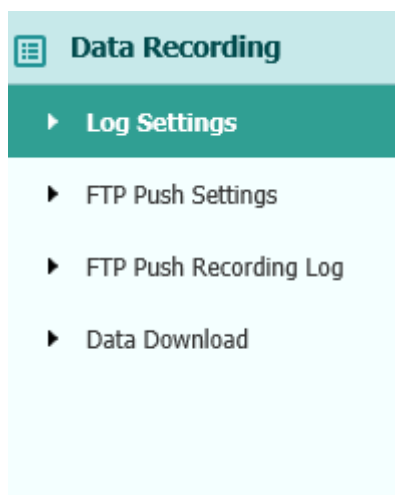 Data Recording
Log Settings
FTP Push Settings
FTP Push Recording Log
Data Download